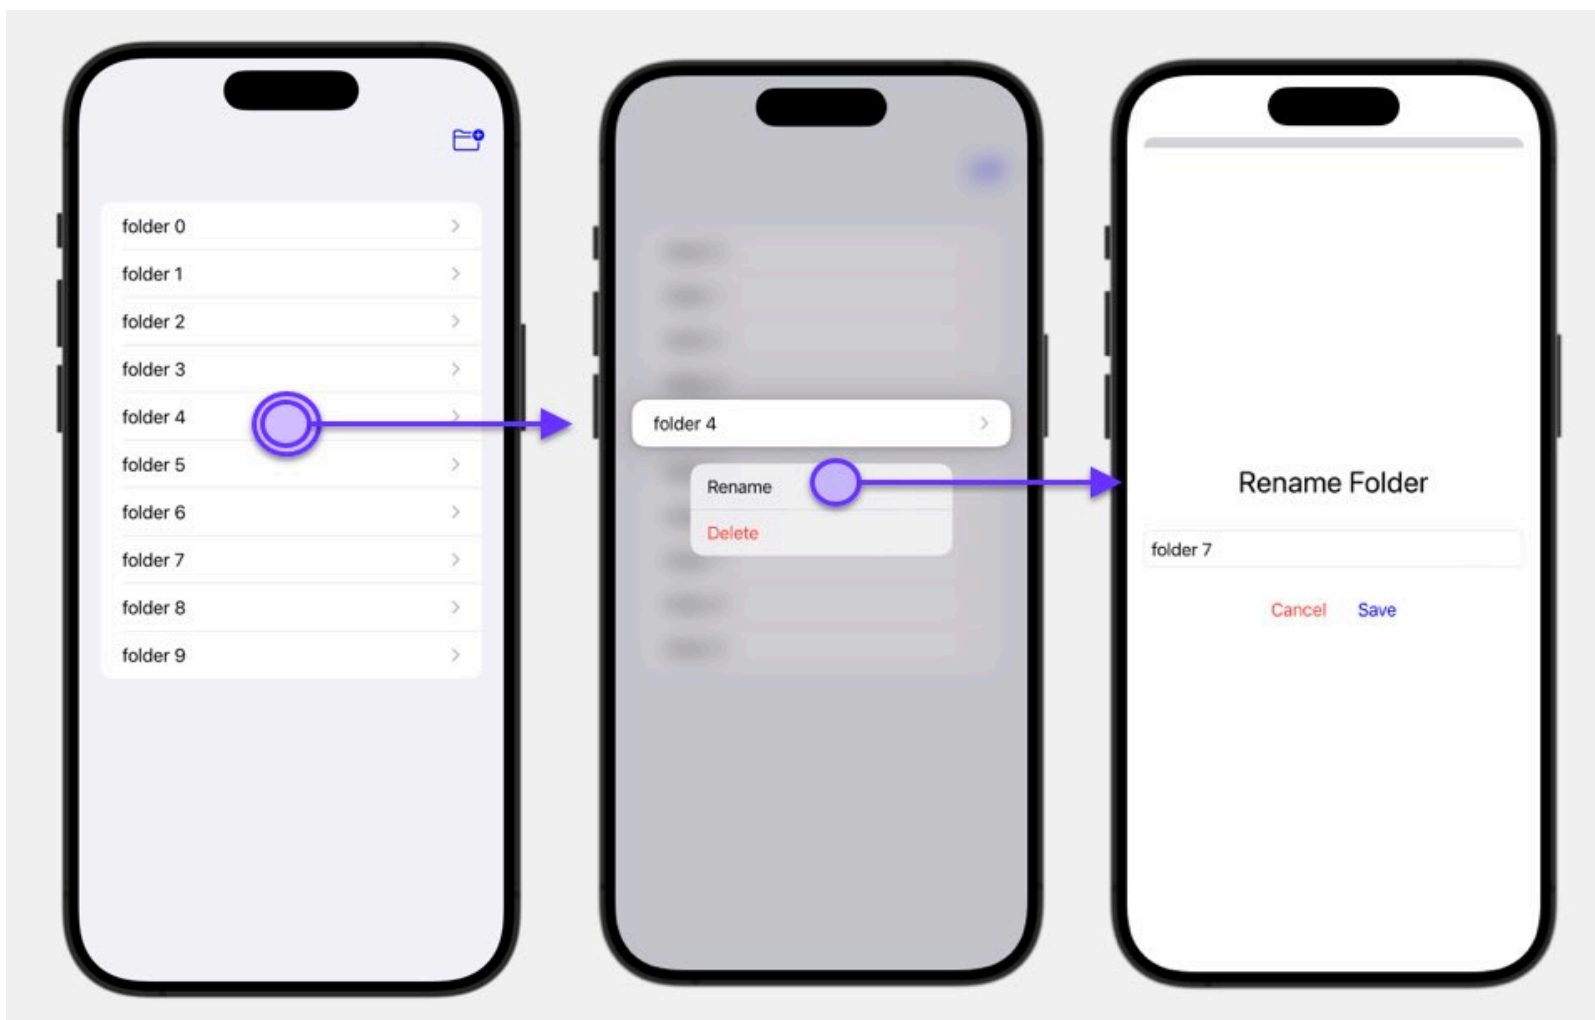 folder 0
folder 1
folder 2
folder 3
folder 4
folder 5
folder 6
folder 7
folder 8
folder 9
folder 4
Rename
Delete
Rename Folder
folder 7
Cancel Save